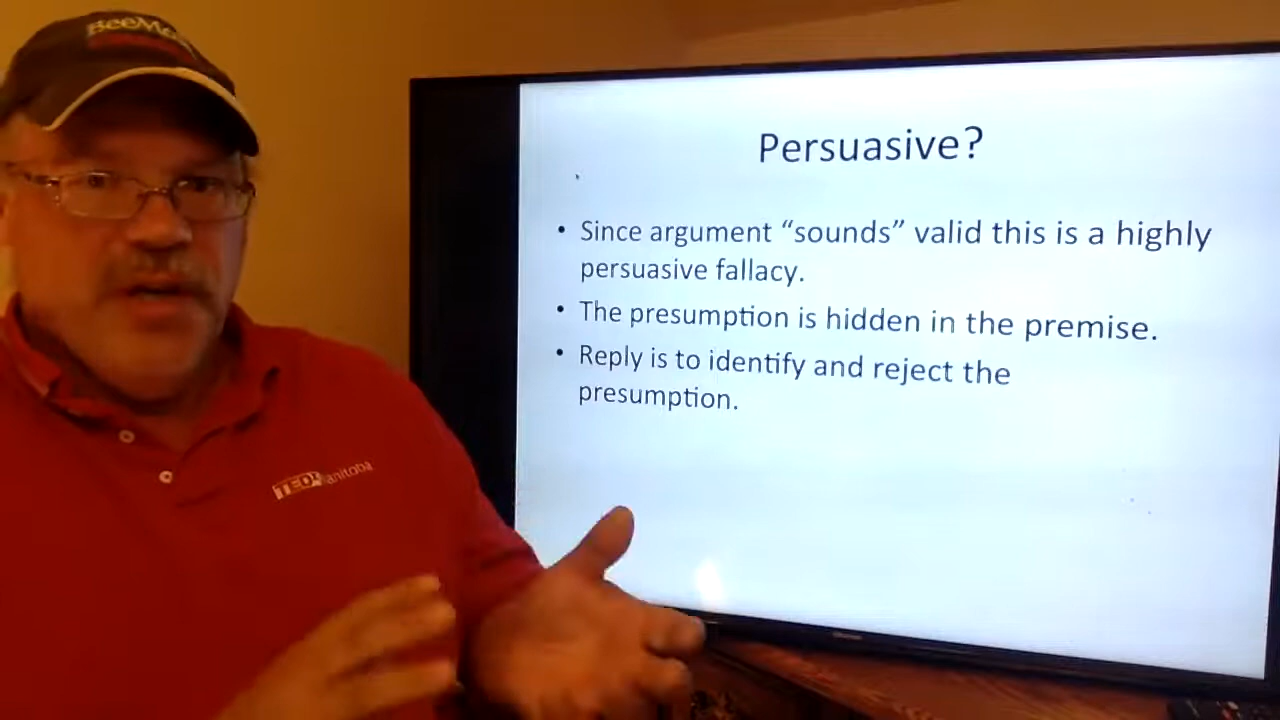 Persuasive?
• Since argument “sounds” valid this is a highly
persuasive fallacy.
• The presumption is hidden in the premise.
• Reply is to identify and reject the
presumption.